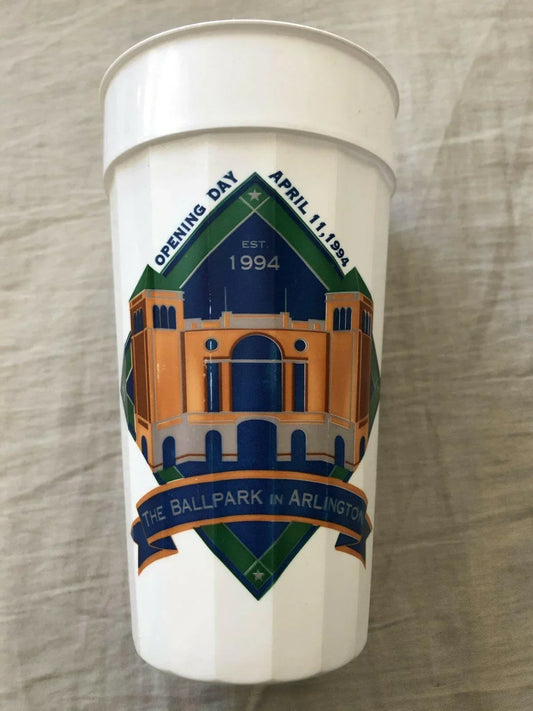 OPENING DAY
APRIL 11, 1994
EST.
1994
THE BALLPARK IN ARLINGTON